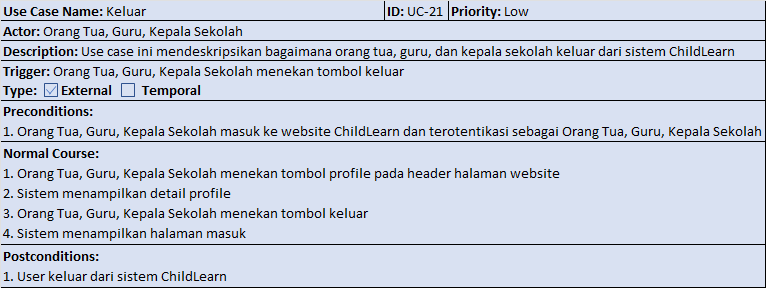 Use Case Name: Keluar ID: UC-21 Priority: Low
Actor: Orang Tua, Guru, Kepala Sekolah
Description: Use case ini mendeskripsikan bagaimana orang tua, guru, dan kepala sekolah keluar dari sistem ChildLearn
Trigger: Orang Tua, Guru, Kepala Sekolah menekan tombol keluar
Type: External Temporal
Preconditions:
1. Orang Tua, Guru, Kepala Sekolah masuk ke website ChildLearn dan terotentikasi sebagai Orang Tua, Guru, Kepala Sekolah
Normal Course:
1. Orang Tua, Guru, Kepala Sekolah menekan tombol profile pada header halaman website
2. Sistem menampilkan detail profile
3. Orang Tua, Guru, Kepala Sekolah menekan tombol keluar
4. Sistem menampilkan halaman masuk
Postconditions:
1. User keluar dari sistem ChildLearn